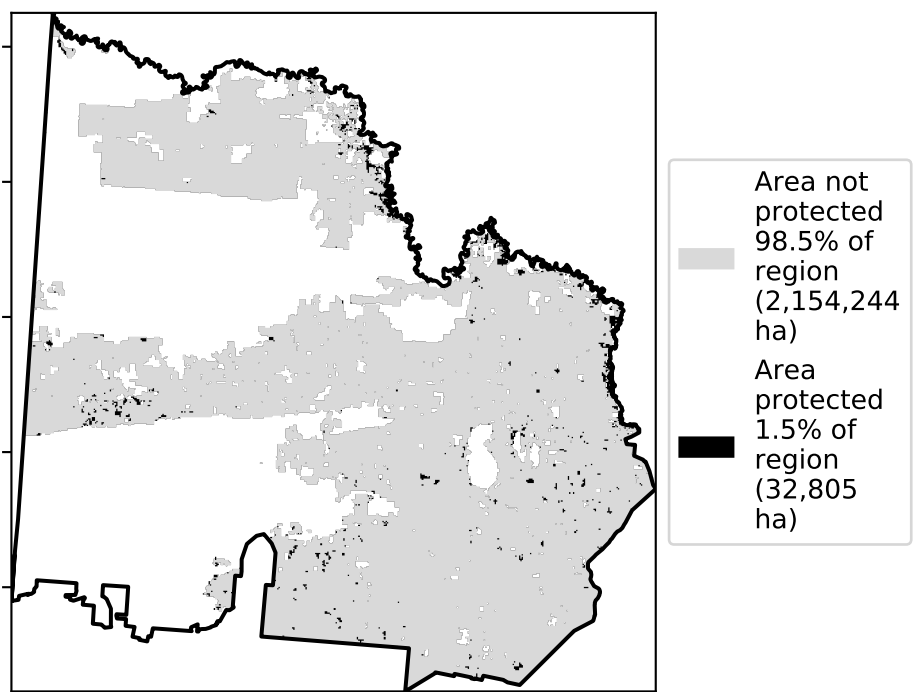 Area not
protected
98.5% of
region
(2,154,244
ha)
Area
protected
1.5% of
region
(32,805
ha)